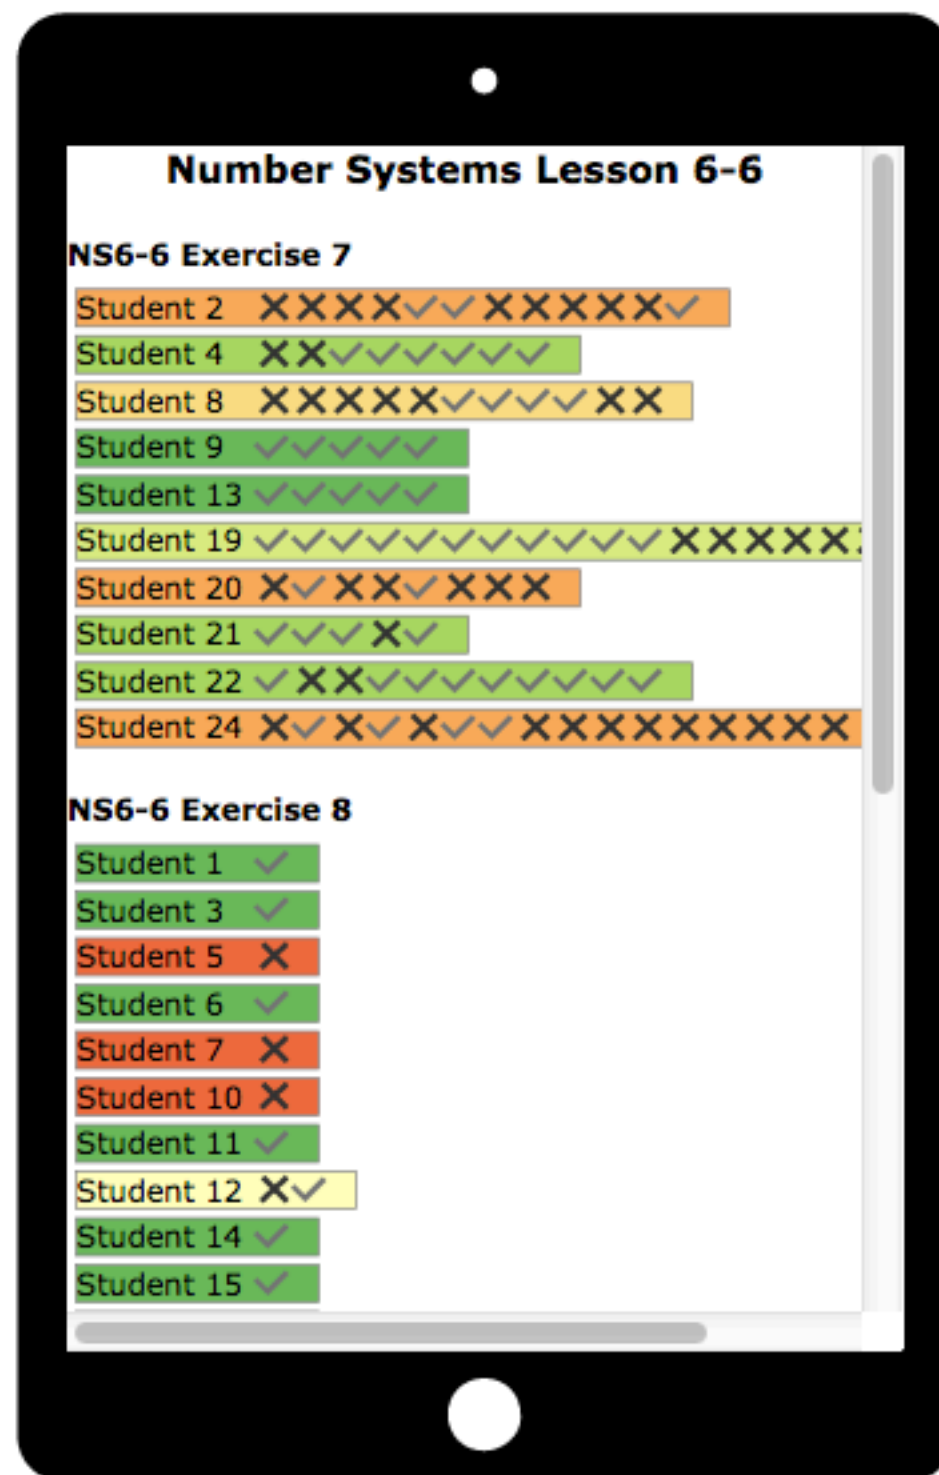 Number Systems Lesson 6-6
NS6-6 Exercise 7
Student 2 ✕✕✕✕✓✓✕✕✕✕✕✓
Student 4 ✕✕✓✓✓✓✓✓
Student 8 ✕✕✕✕✕✓✓✓✓✕✕
Student 9 ✓✓✓✓✓
Student 13 ✓✓✓✓✓
Student 19 ✓✓✓✓✓✓✓✓✓✓✓✕✕✕✕✕
Student 20 ✕✓✕✕✓✕✕✕
Student 21 ✓✓✓✕✓
Student 22 ✓✕✕✓✓✓✓✓✓✓✓
Student 24 ✕✓✕✓✕✓✓✕✕✕✕✕✕✕✕✕
NS6-6 Exercise 8
Student 1 ✓
Student 3 ✓
Student 5 ✕
Student 6 ✓
Student 7 ✕
Student 10 ✕
Student 11 ✓
Student 12 ✕✓
Student 14 ✓
Student 15 ✓